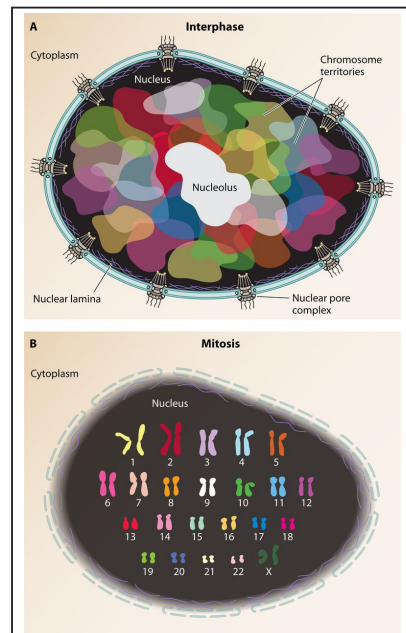 A
Interphase
Cytoplasm
Nucleus
Chromosome
territories
Nucleolus
Nuclear lamina
Nuclear pore
complex
B
Mitosis
Cytoplasm
Nucleus
1 2 3 4 5
6 7 8 9 10 11 12
13 14 15 16 17 18
19 20 21 22 X